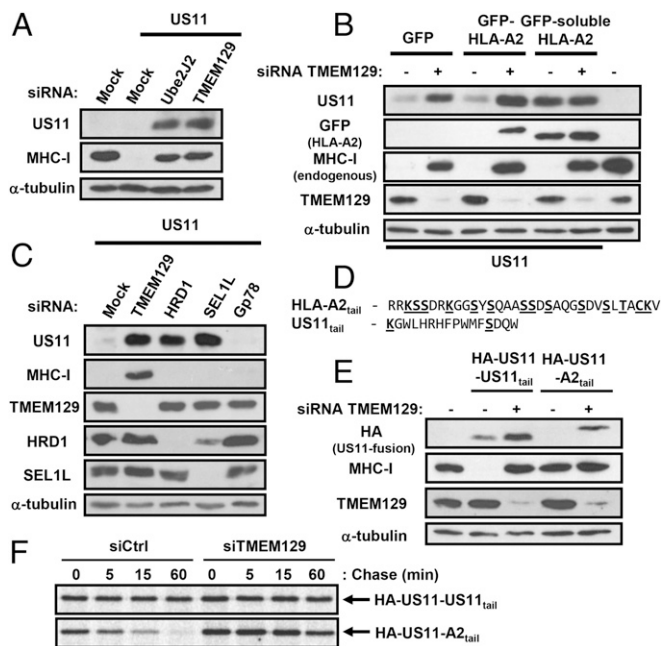 A
US11
siRNA:
Mock
Mock
Ube2J2
TMEM129
US11
MHC-I
α-tubulin
B
GFP
GFP-HLA-A2
GFP-soluble HLA-A2
siRNA TMEM129: - + - + - + -
US11
GFP
(HLA-A2)
MHC-I
(endogenous)
TMEM129
α-tubulin
US11
C
US11
siRNA:
Mock
TMEM129
HRD1
SEL1L
Gp78
US11
MHC-I
TMEM129
HRD1
SEL1L
α-tubulin
D
HLA-A2tail - RRKSSDRKGGSYSQAASSDSAQGSDVSLTACKV
US11tail - KGWLHRHFPWMFSDQW
E
HA-US11
-US11tail
HA-US11
-A2tail
siRNA TMEM129: - - + - +
HA
(US11-fusion)
MHC-I
TMEM129
α-tubulin
F
siCtrl siTMEM129
0 5 15 60 0 5 15 60 : Chase (min)
HA-US11-US11tail
HA-US11-A2tail